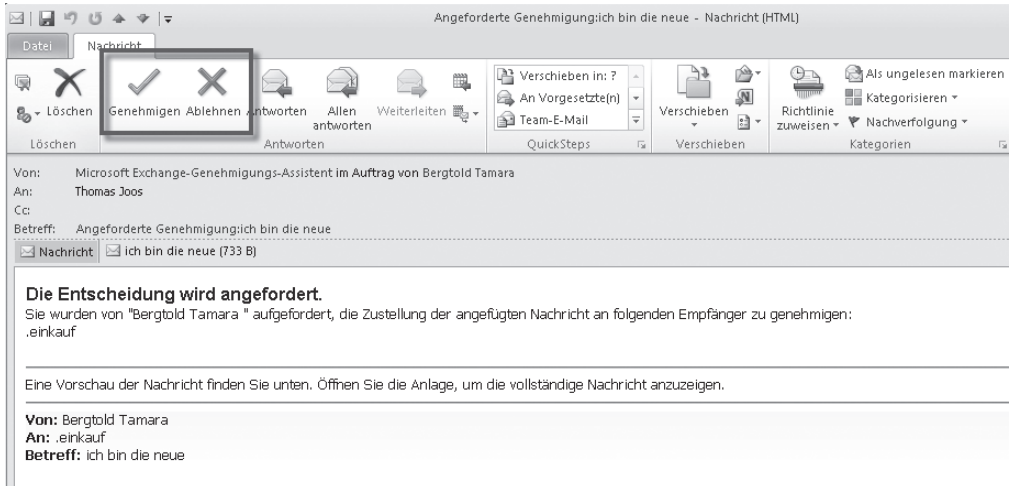 Angeforderte Genehmigung:ich bin die neue - Nachricht (HTML)
Datei Nachricht
Löschen Genehmigen Ablehnen Antworten Allen antworten Weiterleiten
Verschieben in: ?
An Vorgesetzte(n)
Team-E-Mail
Verschieben
Richtlinie zuweisen
Als ungelesen markieren
Kategorisieren
Nachverfolgung
Löschen Antworten QuickSteps Verschieben Kategorien
Von: Microsoft Exchange-Genehmigungs-Assistent im Auftrag von Bergtold Tamara
An: Thomas Joos
Cc:
Betreff: Angeforderte Genehmigung:ich bin die neue
Nachricht ich bin die neue (733 B)
Die Entscheidung wird angefordert.
Sie wurden von "Bergtold Tamara " aufgefordert, die Zustellung der angefügten Nachricht an folgenden Empfänger zu genehmigen:
.einkauf
Eine Vorschau der Nachricht finden Sie unten. Öffnen Sie die Anlage, um die vollständige Nachricht anzuzeigen.
Von: Bergtold Tamara
An: .einkauf
Betreff: ich bin die neue